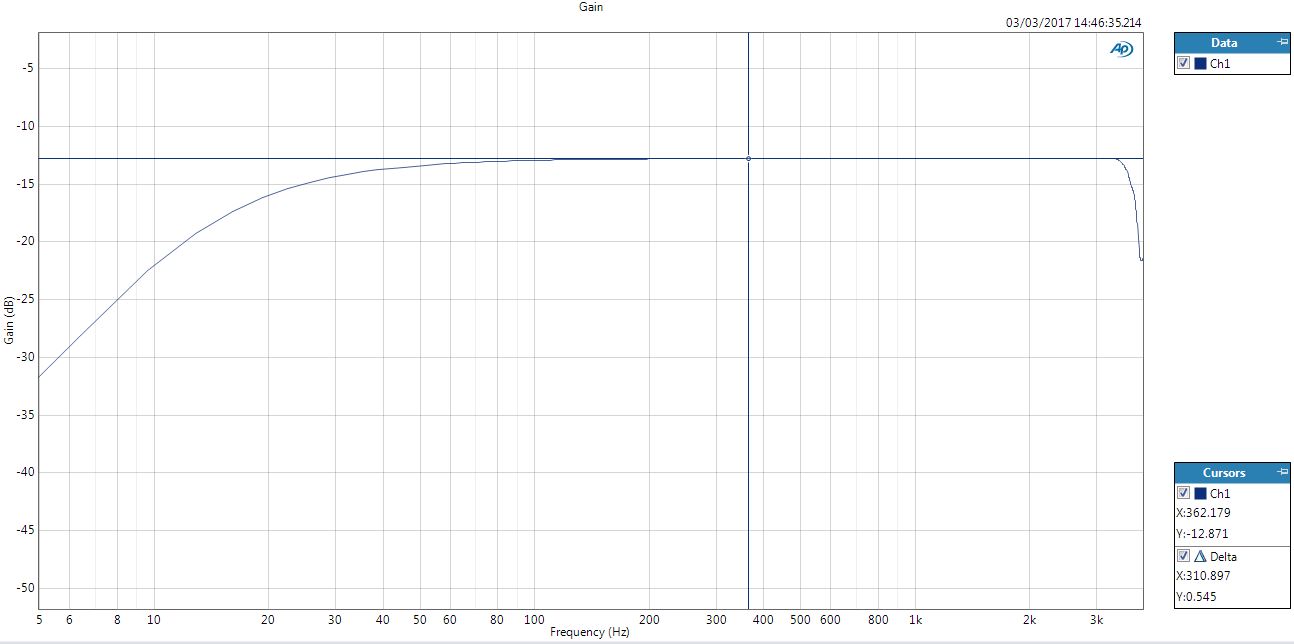 Gain
03/03/2017 14:46:35.214
AP
Data
Ch1
-5
-10
-15
-20
-25
-30
-35
-40
-45
-50
Gain (dB)
5 6 8 10 20 30 40 50 60 80 100 200 300 400 500 600 800 1k 2k 3k
Frequency (Hz)
Cursors
Ch1
X:362.179
Y:-12.871
Delta
X:310.897
Y:0.545